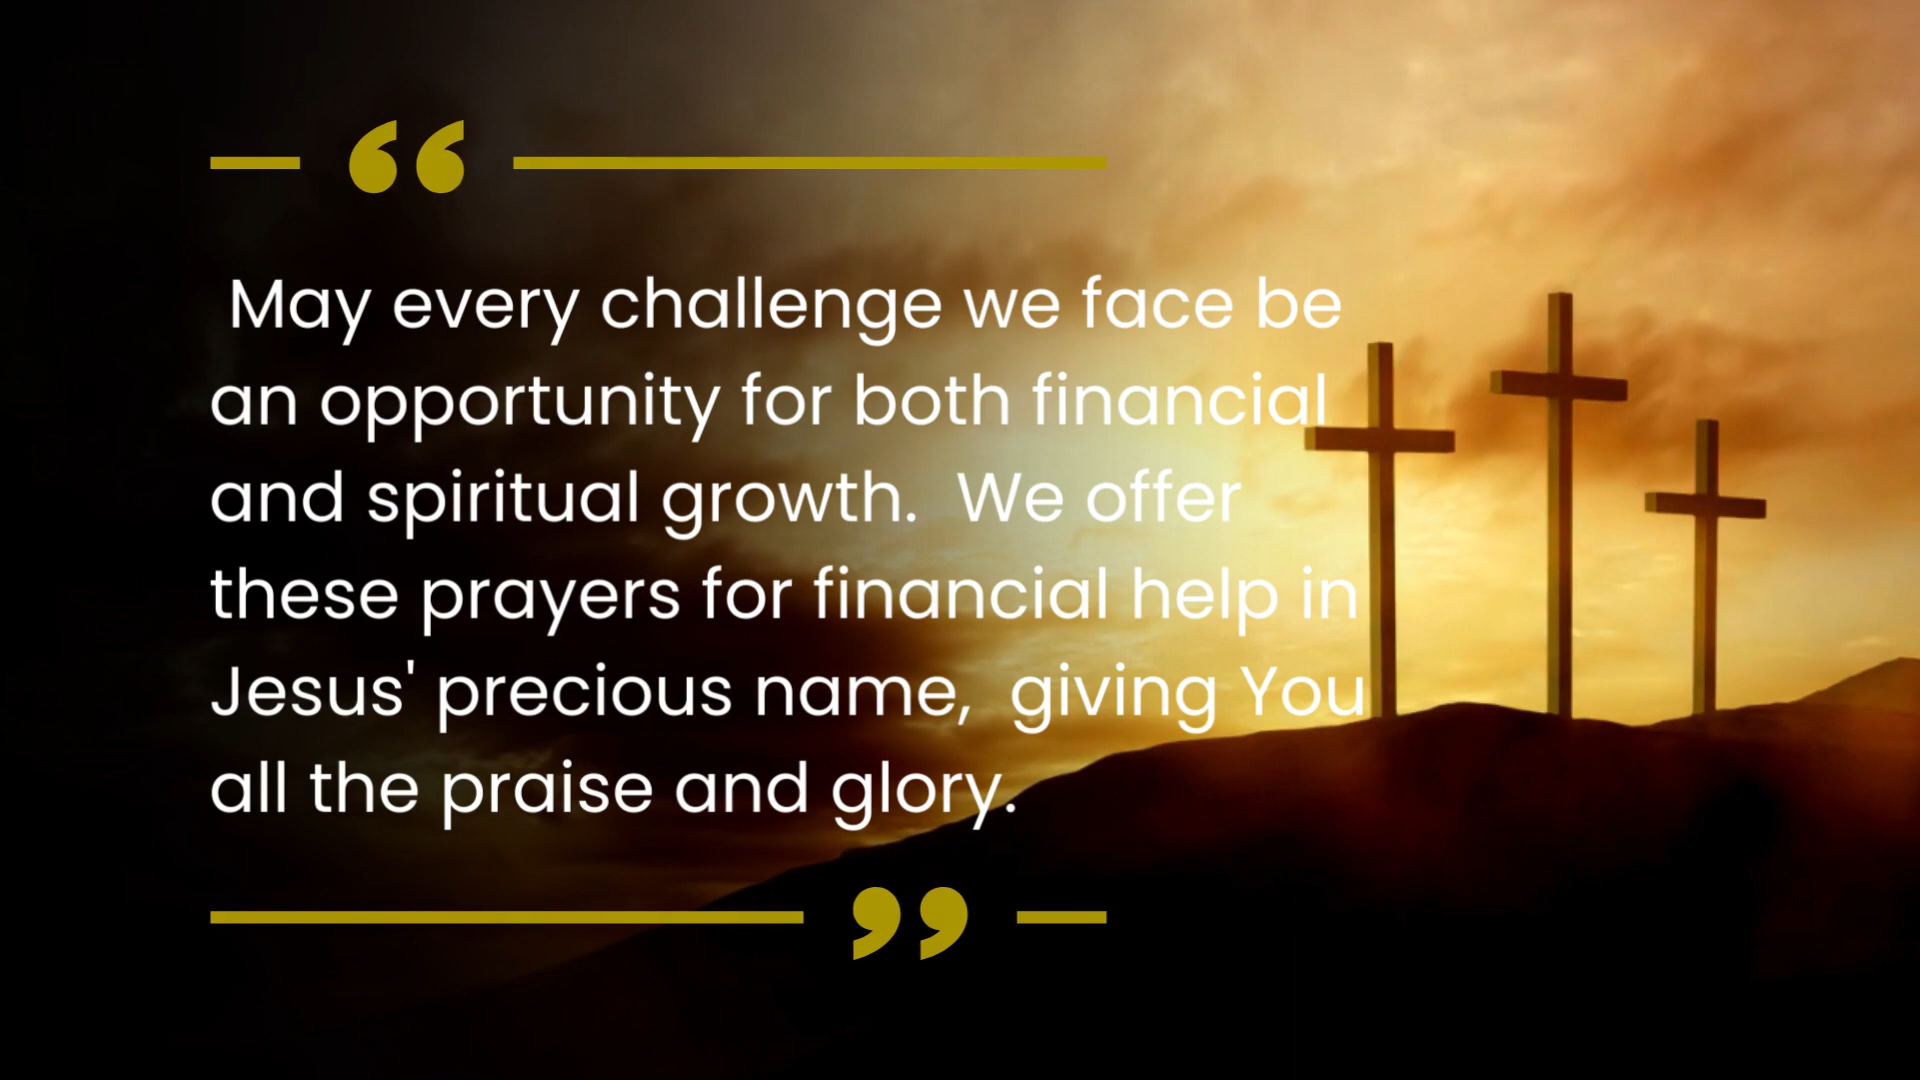 “
May every challenge we face be
an opportunity for both financial
and spiritual growth.  We offer
these prayers for financial help in
Jesus' precious name,  giving You
all the praise and glory.
”